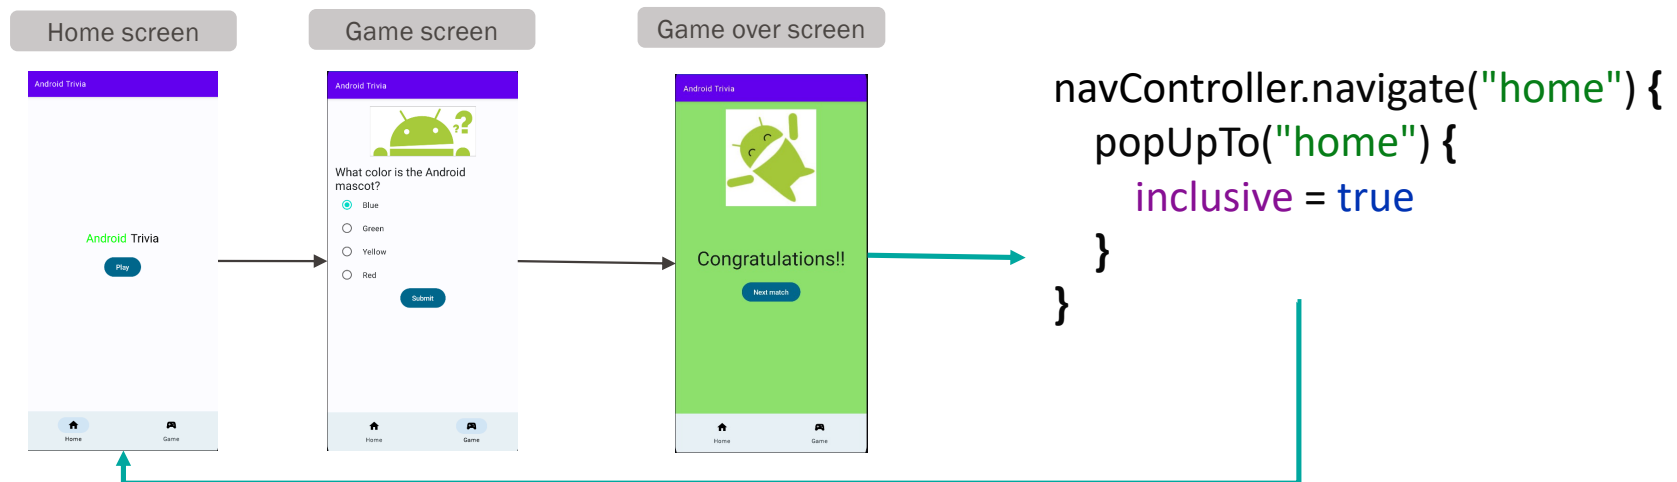 Home screen
Game screen
Game over screen
Android Trivia
Android Trivia
Play
Home
Game
Android Trivia
??
What color is the Android
mascot?
Blue
Green
Yellow
Red
Submit
Home
Game
Android Trivia
Congratulations!!
Next match
Home
Game
navController.navigate("home") {
popUpTo("home") {
inclusive = true
}
}